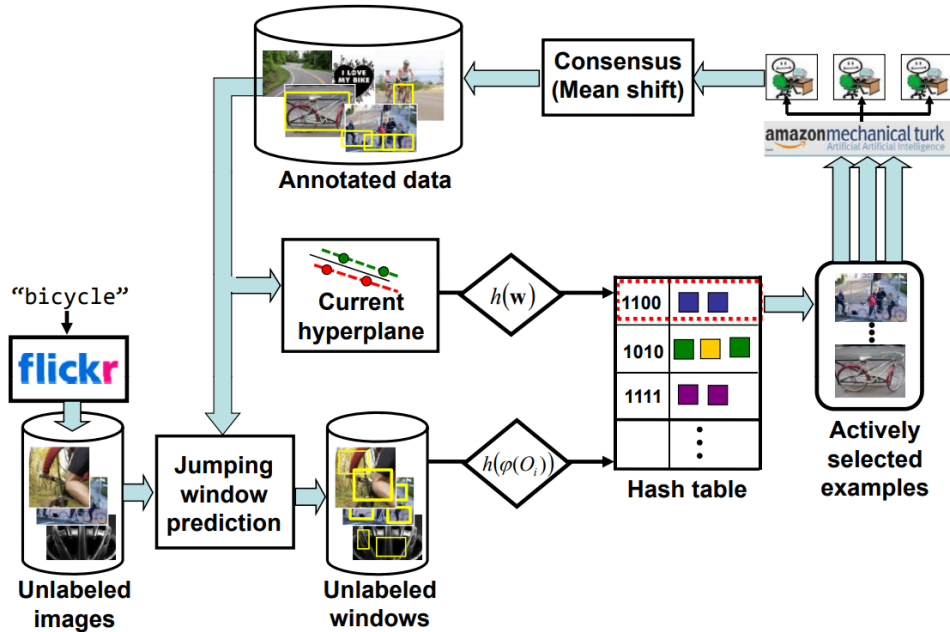 I LOVE
MY BIKE
Annotated data
Consensus
(Mean shift)
amazonmechanical turk
Artificial Artificial Intelligence
"bicycle"
flickr
Unlabeled
images
Jumping
window
prediction
Unlabeled
windows
Current
hyperplane
h(w)
h(φ(O_i))
1100
1010
1111
Hash table
Actively
selected
examples